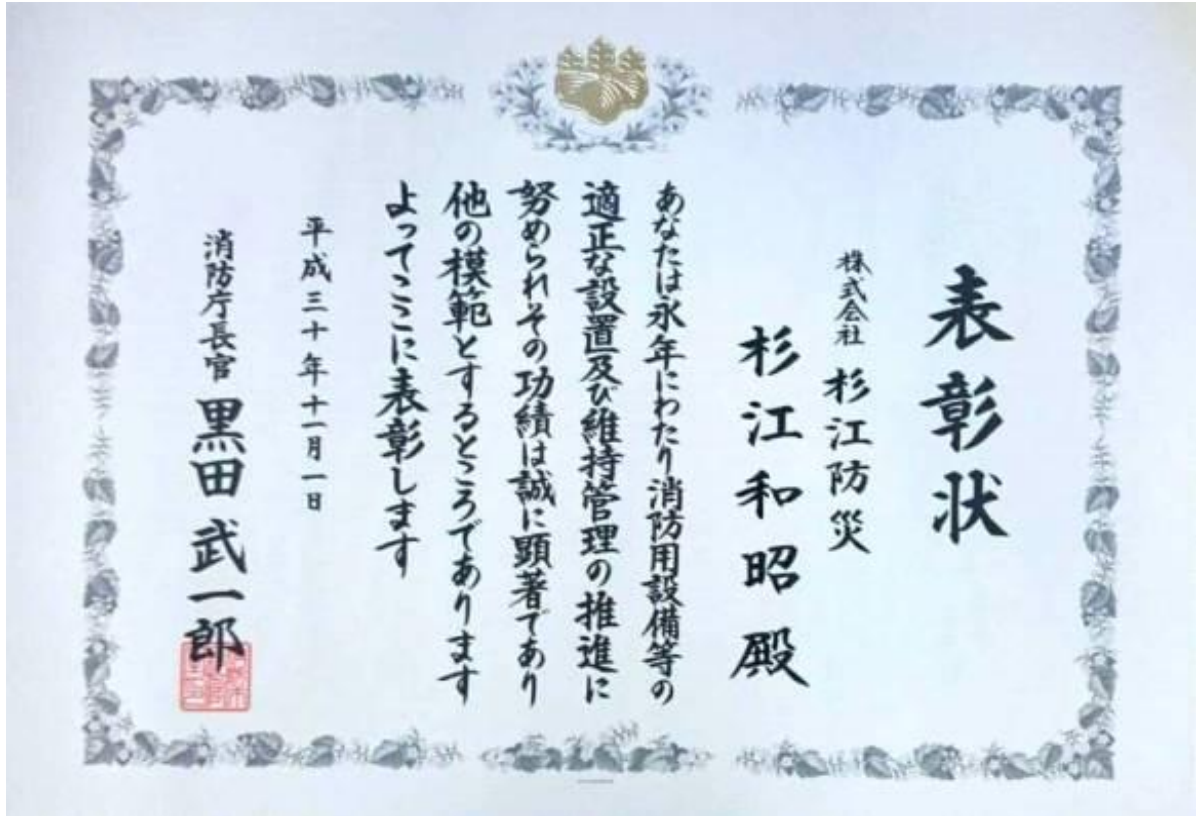 表彰状
株式会社 杉江防災
杉江和昭殿
あなたは永年にわたり消防用設備等の
適正な設置及び維持管理の推進に
努められその功績は誠に顕著であり
他の模範とするところであります
よってここに表彰します
平成三十年十一月一日
消防庁長官 黒田武一郎